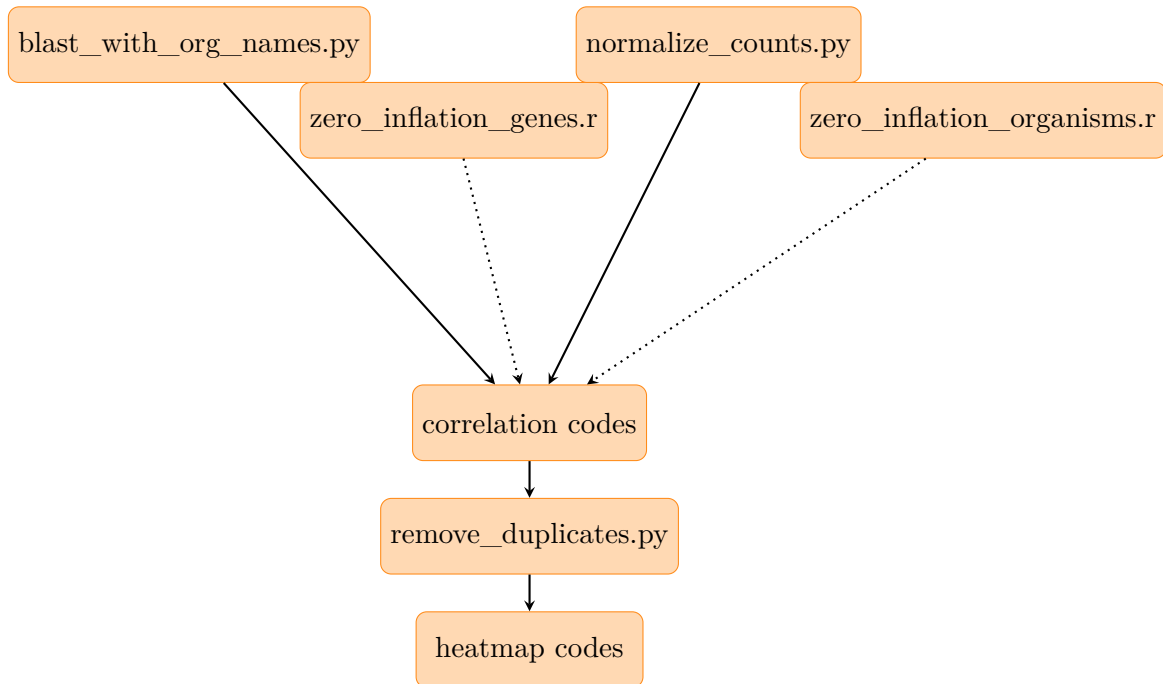 blast_with_org_names.py
normalize_counts.py
zero_inflation_genes.r
zero_inflation_organisms.r
correlation codes
remove_duplicates.py
heatmap codes